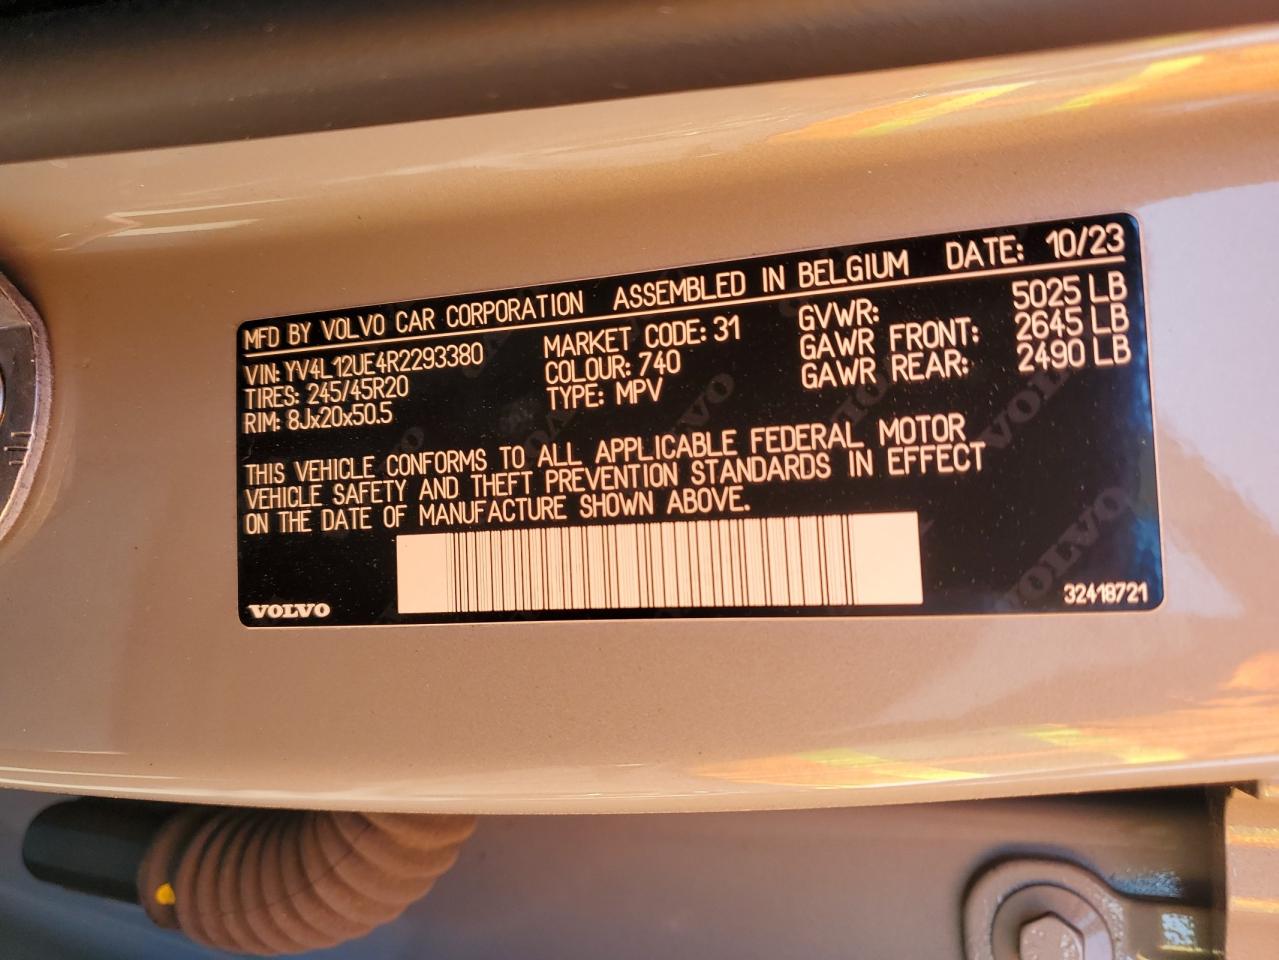 MFD BY VOLVO CAR CORPORATION ASSEMBLED IN BELGIUM DATE: 10/23
VIN: YV4L12UE4R2293380 MARKET CODE: 31 GVWR: 5025 LB
TIRES: 245/45R20 COLOUR: 740 GAWR FRONT: 2645 LB
RIM: 8Jx20x50.5 TYPE: MPV GAWR REAR: 2490 LB
THIS VEHICLE CONFORMS TO ALL APPLICABLE FEDERAL MOTOR
VEHICLE SAFETY AND THEFT PREVENTION STANDARDS IN EFFECT
ON THE DATE OF MANUFACTURE SHOWN ABOVE.
VOLVO 32418721